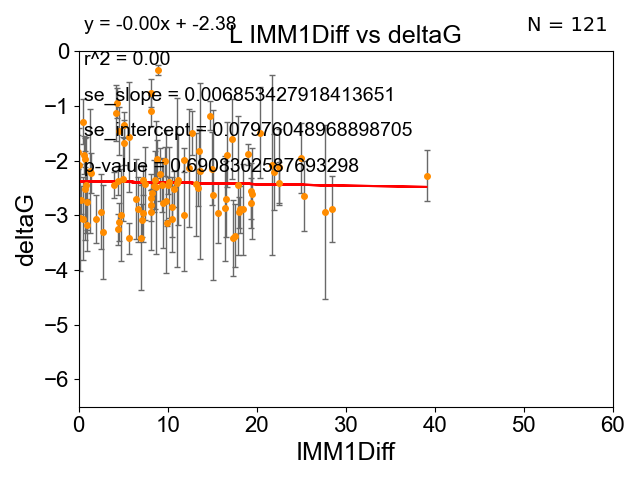 y = -0.00x + -2.38
N = 121
L IMM1Diff vs deltaG
r^2 = 0.00
se_slope = 0.006853427918413651
se_intercept = 0.07976048968898705
p-value = 0.6908302587693298
0
−1
−2
−3
−4
−5
−6
deltaG
0 10 20 30 40 50 60
IMM1Diff